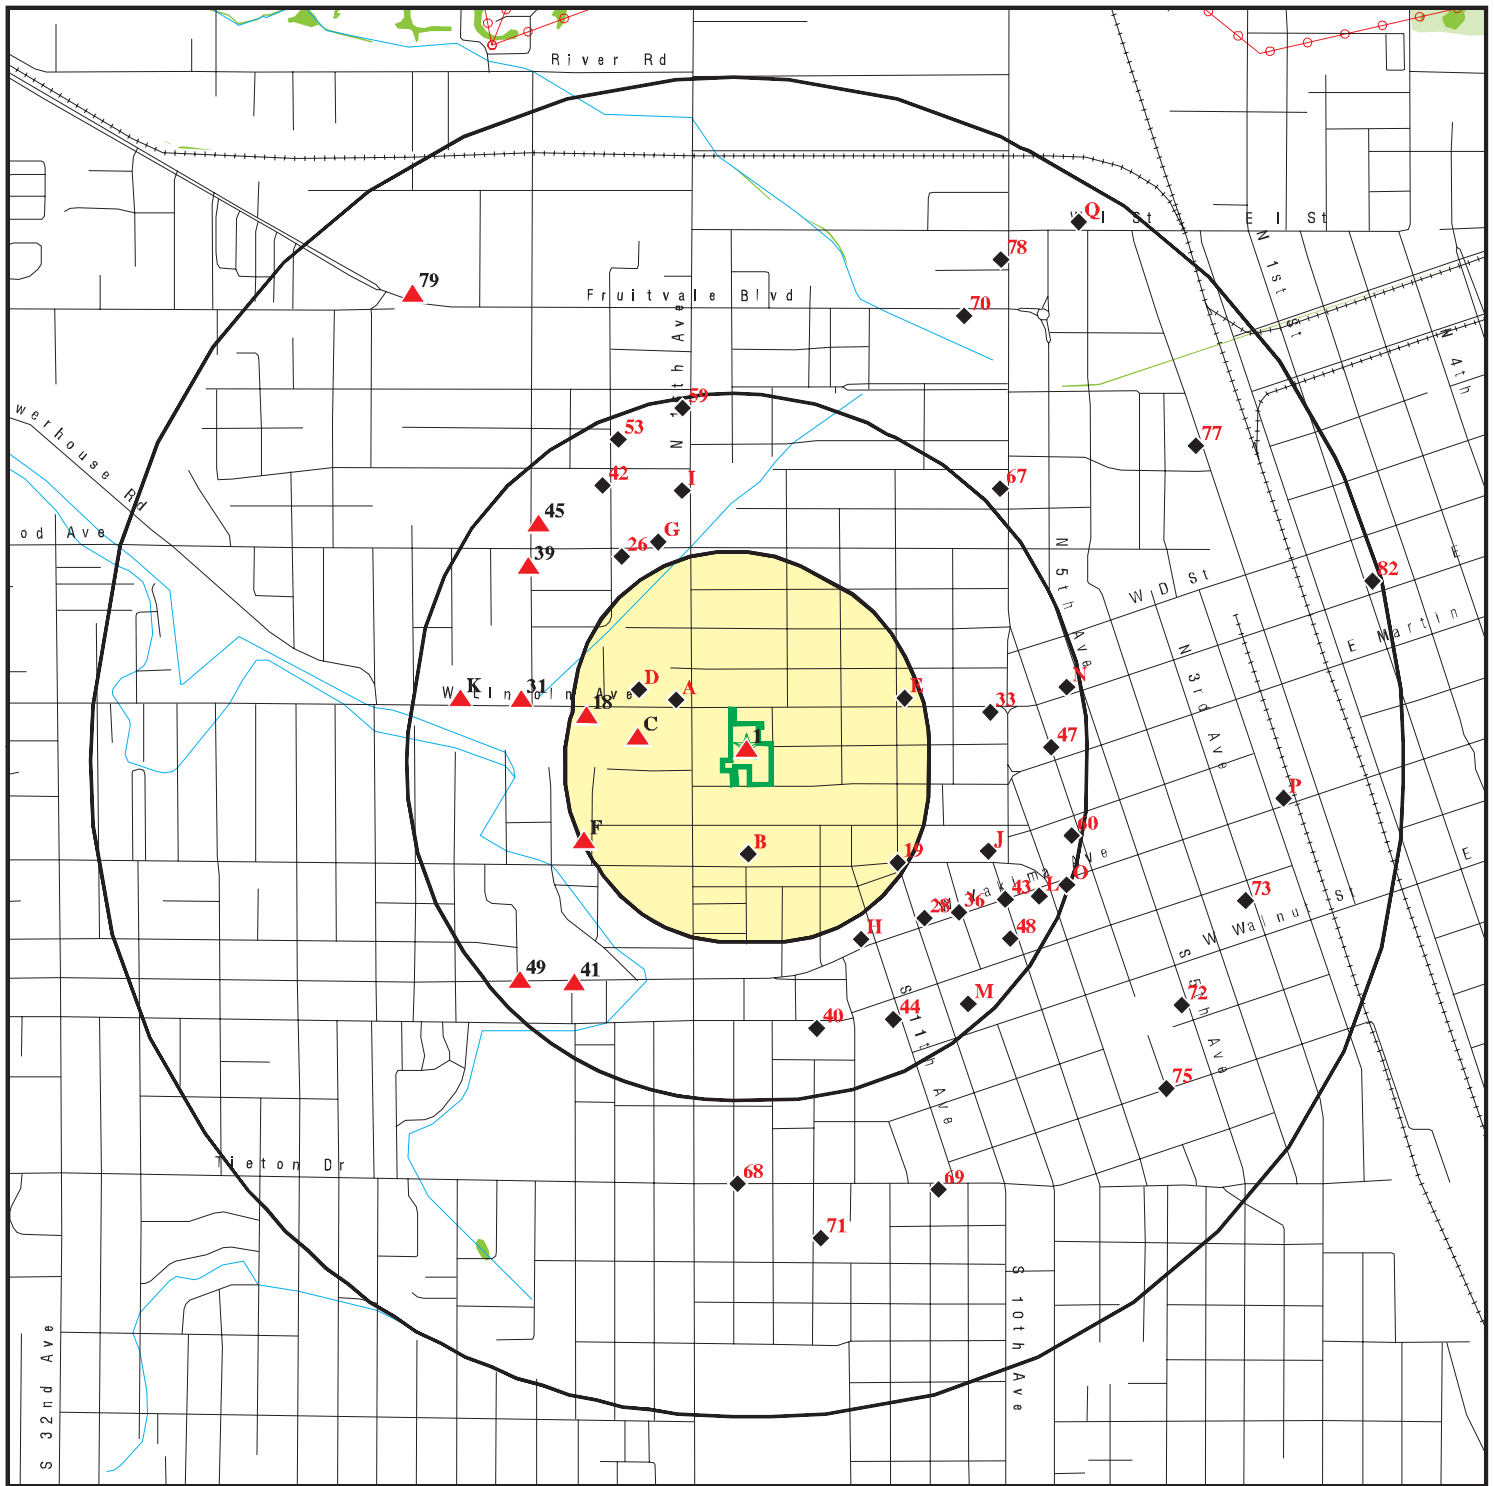 River Rd
Q
W I St
E I St
78
N 1st St
79
Fruitvale Blvd
70
N 4th
N 16th Ave
59
53
77
werhouse Rd
42
I
67
45
G
od Ave
26
39
N 5th Ave
E
82
W D St
E Martin
D
A
N
N 3rd Ave
K
W Lincoln Ave
31
18
E
33
C
1
47
P
F
60
B
19
J
W Yakima Ave
E
O
43
L
28
36
73
W Walnut St
H
48
S 5th Ave
49
41
S 11th Ave
M
72
40
44
75
Tieton Dr
68
69
71
S 10th Ave
S 32nd Ave